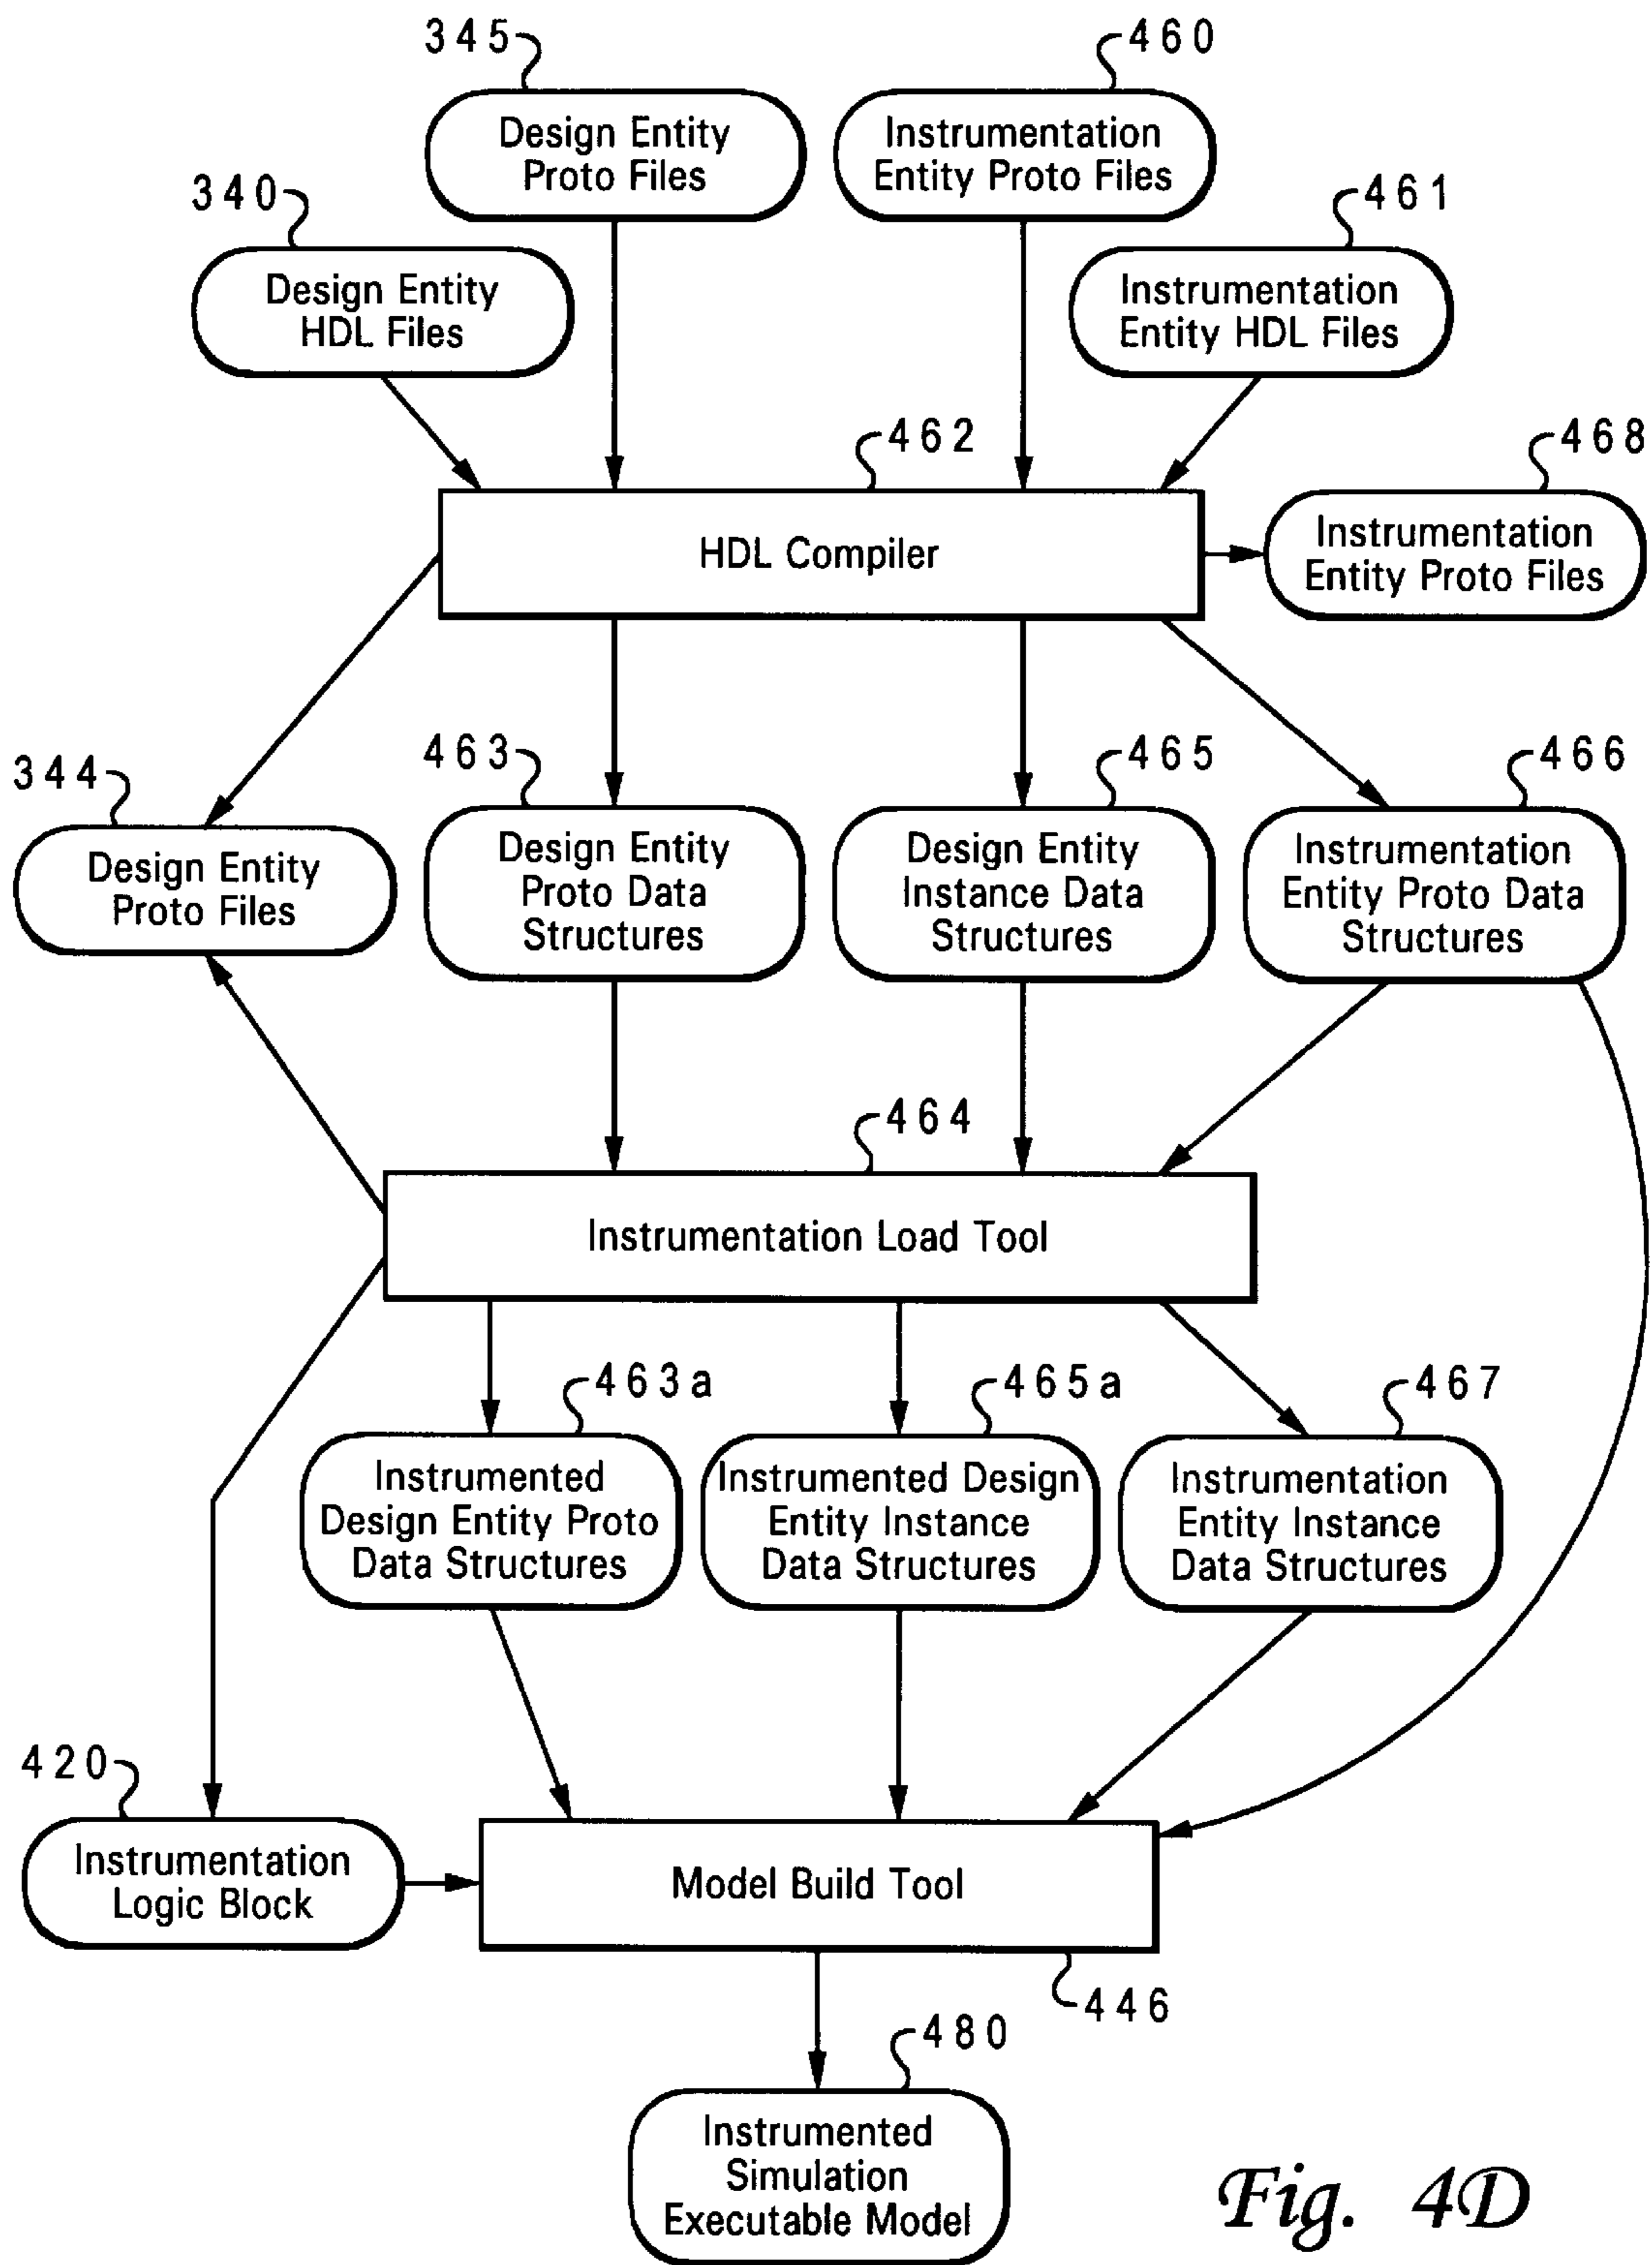 345
460
Design Entity
Proto Files
Instrumentation
Entity Proto Files
340
461
Design Entity
HDL Files
Instrumentation
Entity HDL Files
462
468
HDL Compiler
Instrumentation
Entity Proto Files
463
465
466
344
Design Entity
Proto Files
Design Entity
Proto Data
Structures
Design Entity
Instance Data
Structures
Instrumentation
Entity Proto Data
Structures
464
Instrumentation Load Tool
463a
465a
467
Instrumented
Design Entity Proto
Data Structures
Instrumented Design
Entity Instance
Data Structures
Instrumentation
Entity Instance
Data Structures
420
Instrumentation
Logic Block
Model Build Tool
446
480
Instrumented
Simulation
Executable Model
Fig. 4D